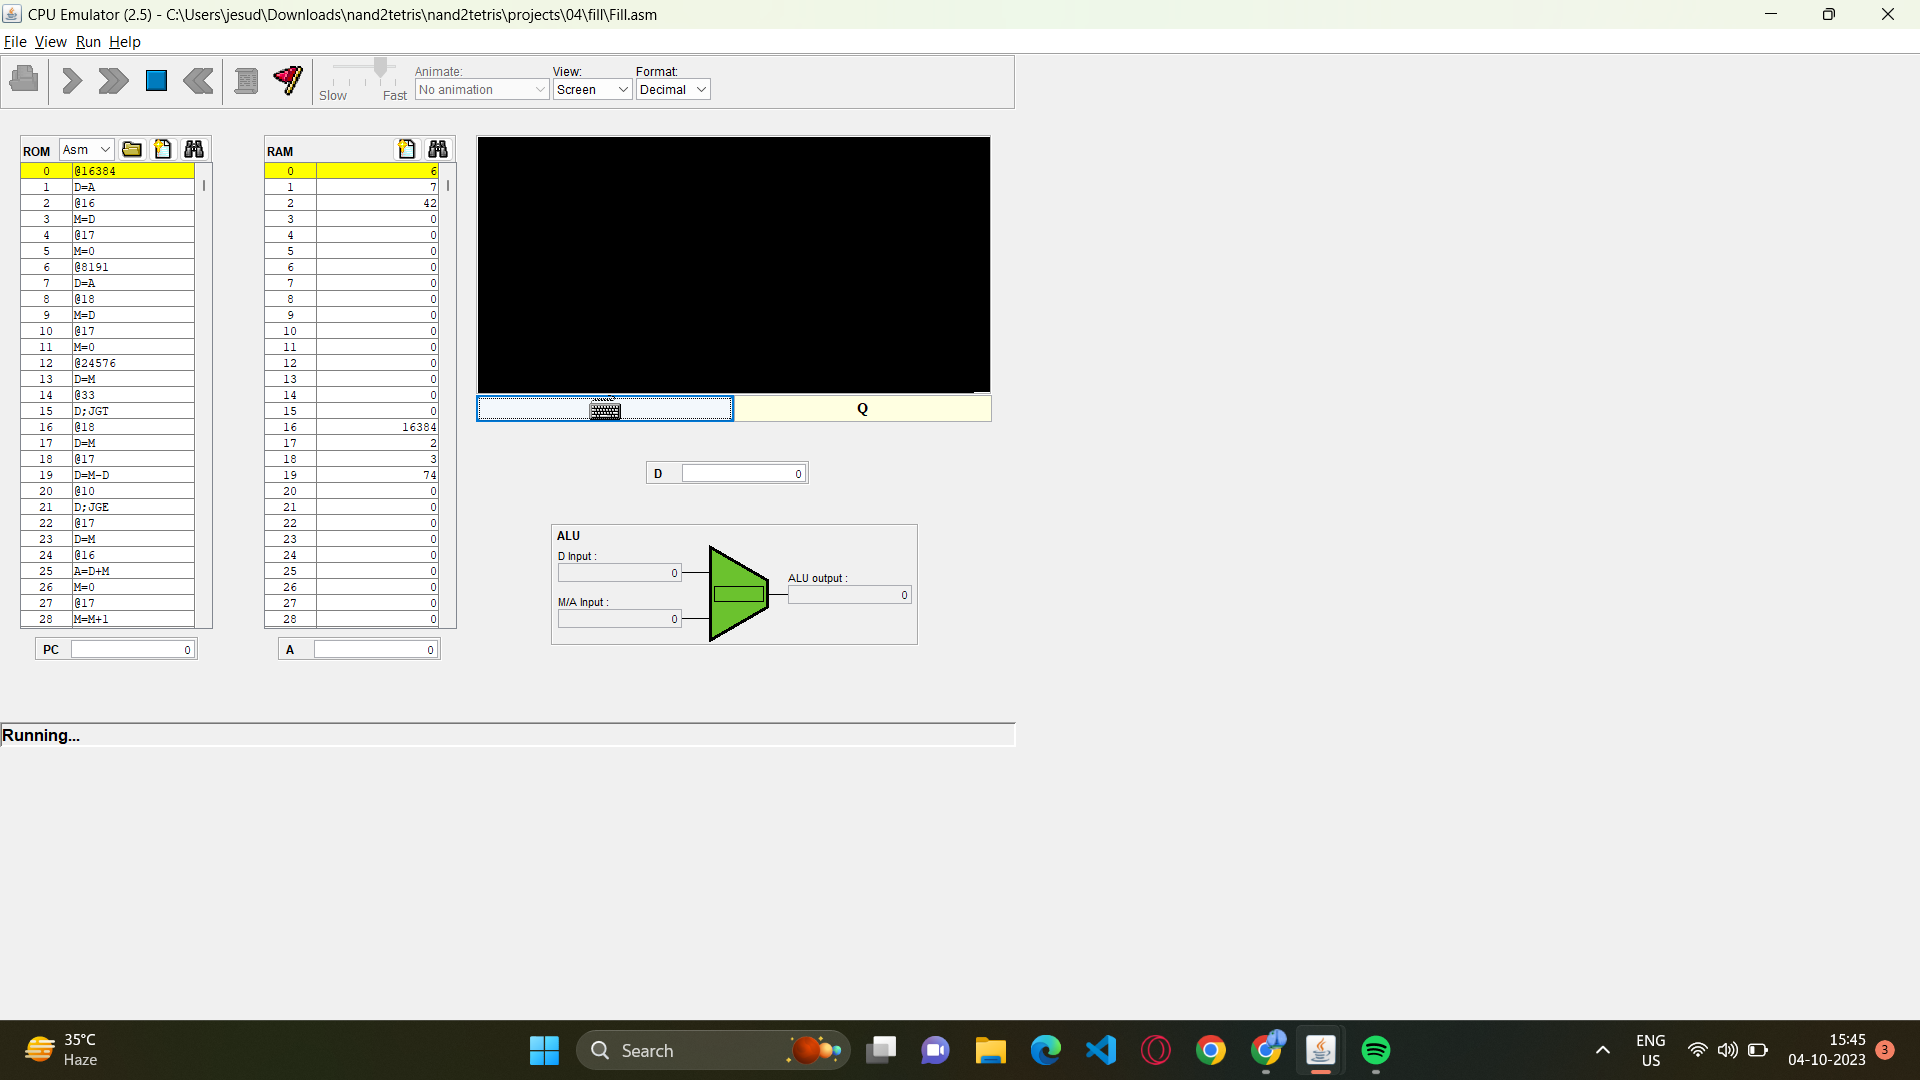 CPU Emulator (2.5) - C:\Users\jesud\Downloads\nand2tetris\nand2tetris\projects\04\fill\Fill.asm
File View Run Help
Slow Fast
Animate:
No animation
View:
Screen
Format:
Decimal
ROM Asm
0 @16384
1 D=A
2 @16
3 M=D
4 @17
5 M=0
6 @8191
7 D=A
8 @18
9 M=D
10 @17
11 M=0
12 @24576
13 D=M
14 @33
15 D;JGT
16 @18
17 D=M
18 @17
19 D=M-D
20 @10
21 D;JGE
22 @17
23 D=M
24 @16
25 A=D+M
26 M=0
27 @17
28 M=M+1
PC 0
RAM
0 6
1 7
2 42
3 0
4 0
5 0
6 0
7 0
8 0
9 0
10 0
11 0
12 0
13 0
14 0
15 0
16 16384
17 2
18 3
19 74
20 0
21 0
22 0
23 0
24 0
25 0
26 0
27 0
28 0
A 0
Q
D 0
ALU
D Input :
0
M/A Input :
0
ALU output :
0
Running...
35°C
Haze
Search
ENG
US
15:45
04-10-2023
3